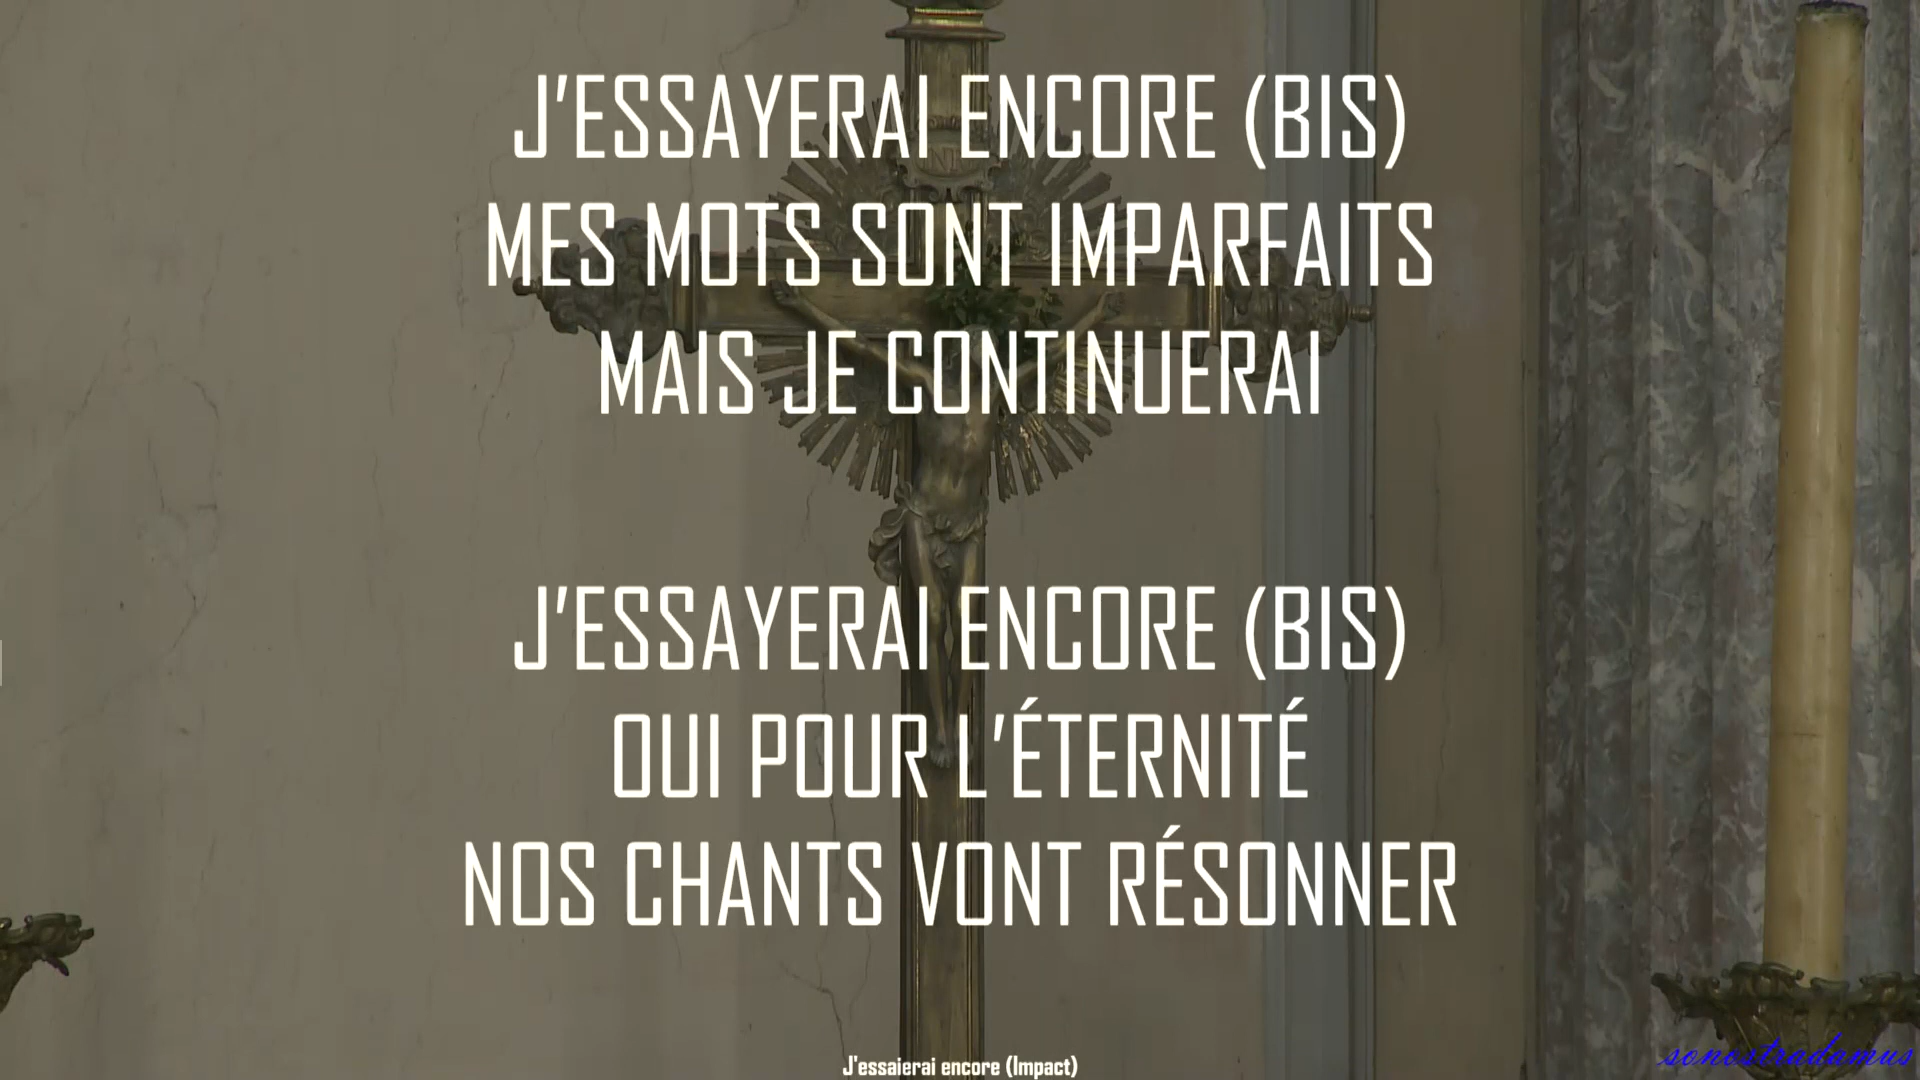 J'ESSAYERAI ENCORE (BIS)
MES MOTS SONT IMPARFAITS
MAIS JE CONTINUERAI
J'ESSAYERAI ENCORE (BIS)
OUI POUR L'ÉTERNITÉ
NOS CHANTS VONT RÉSONNER
J'essaierai encore (Impact)
sonostradamus